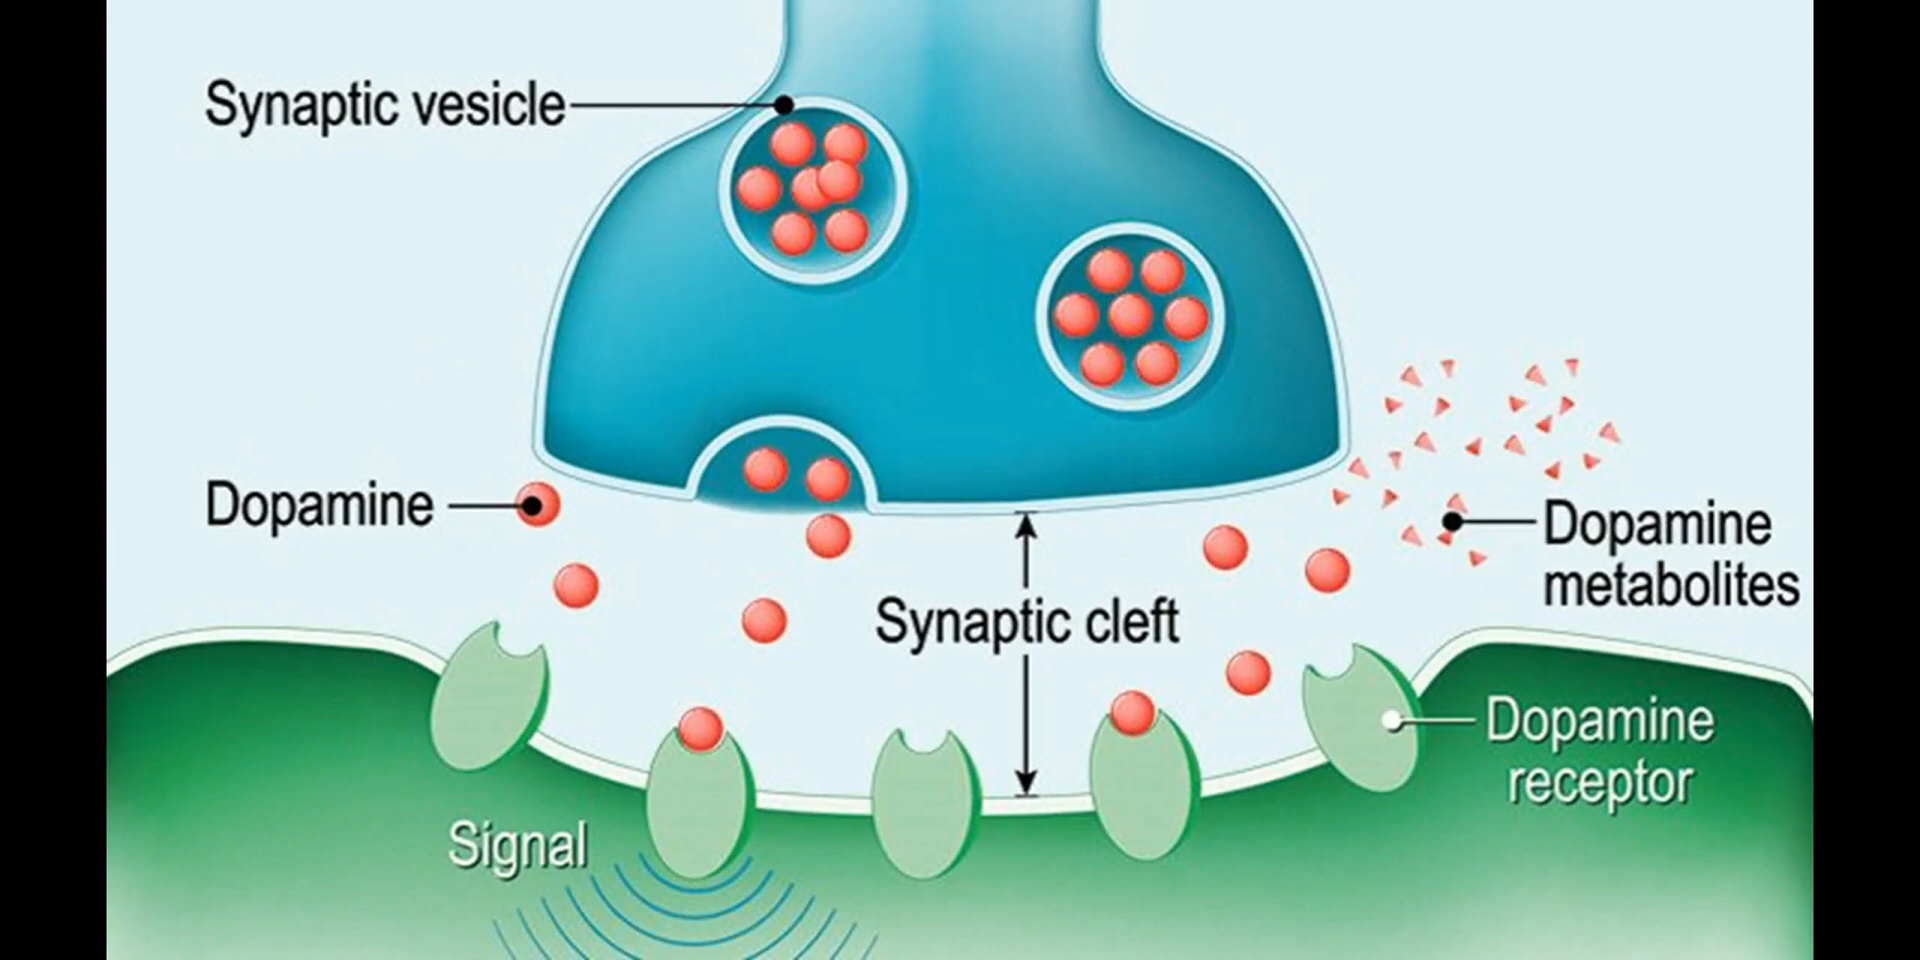 Synaptic vesicle
Dopamine
Dopamine
metabolites
Synaptic cleft
Dopamine
receptor
Signal